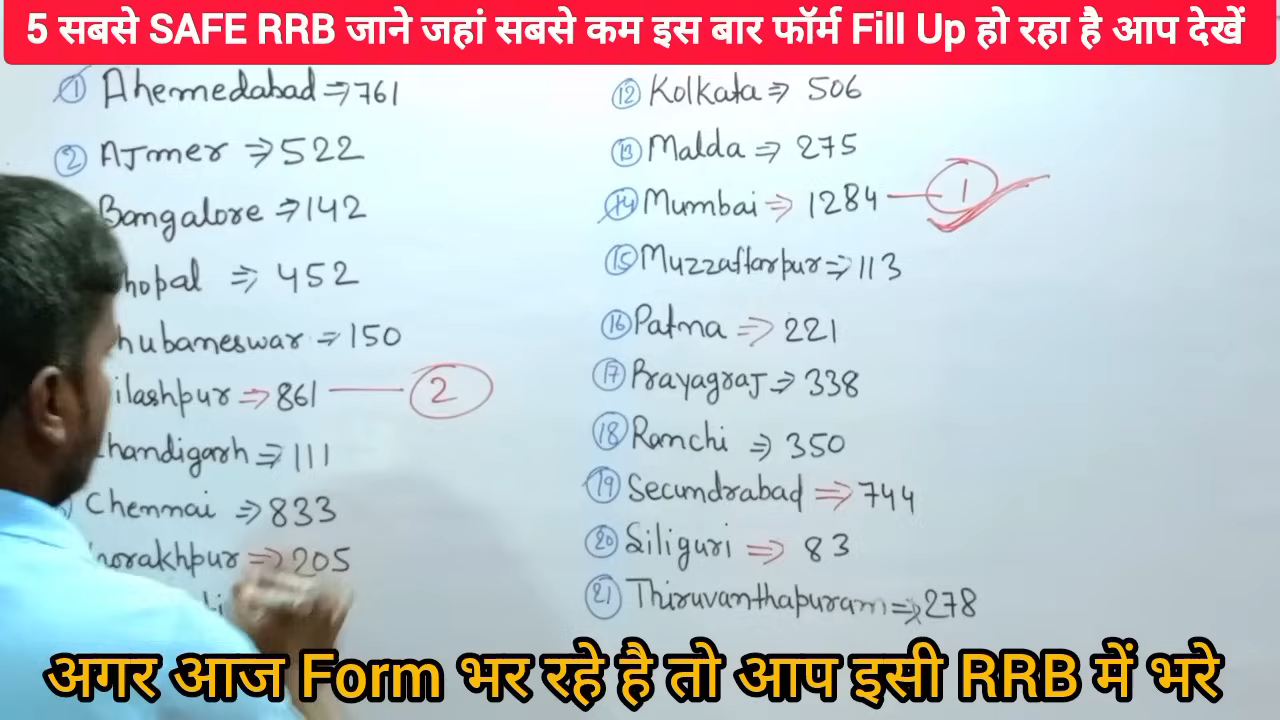 5 सबसे SAFE RRB जाने जहां सबसे कम इस बार फॉर्म Fill Up हो रहा है आप देखें
① Ahemedabad ⇒ 761
② AJmer ⇒ 522
Bangalore ⇒ 142
hopal ⇒ 452
hubaneswar ⇒ 150
ilashpur ⇒ 861 — 2
handigarh ⇒ 111
Chennai ⇒ 833
orakhpur ⇒ 205
ti
⑫ Kolkata ⇒ 506
⑬ Malda ⇒ 275
⑭ Mumbai ⇒ 1284 — 1
⑮ Muzzaffarpur ⇒ 113
⑯ Patna ⇒ 221
⑰ Prayagraj ⇒ 338
⑱ Ranchi ⇒ 350
⑲ Secundrabad ⇒ 744
⑳ Siliguri ⇒ 83
㉑ Thiruvanthapuram ⇒ 278
अगर आज Form भर रहे है तो आप इसी RRB में भरे